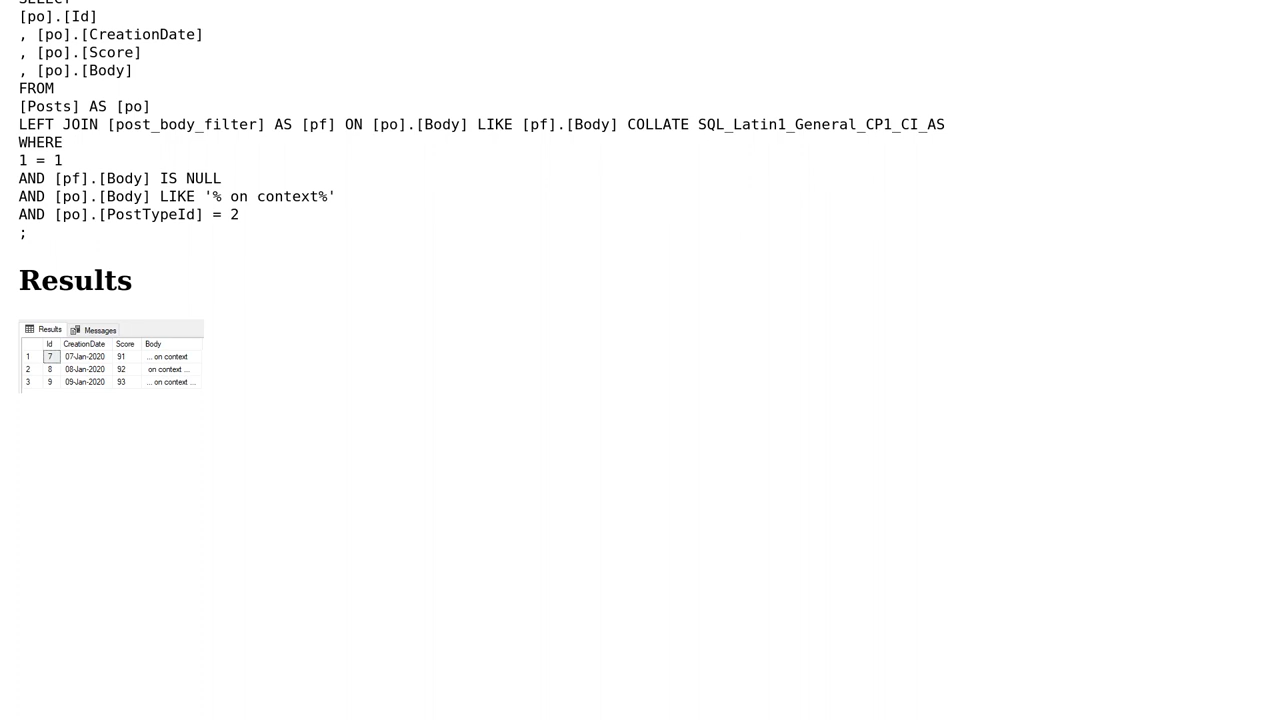 SELECT
[po].[Id]
, [po].[CreationDate]
, [po].[Score]
, [po].[Body]
FROM
[Posts] AS [po]
LEFT JOIN [post_body_filter] AS [pf] ON [po].[Body] LIKE [pf].[Body] COLLATE SQL_Latin1_General_CP1_CI_AS
WHERE
1 = 1
AND [pf].[Body] IS NULL
AND [po].[Body] LIKE '% on context%'
AND [po].[PostTypeId] = 2
;
Results
Results Messages
Id CreationDate Score Body
1 7 07-Jan-2020 91 ... on context
2 8 08-Jan-2020 92 on context ...
3 9 09-Jan-2020 93 ... on context ...